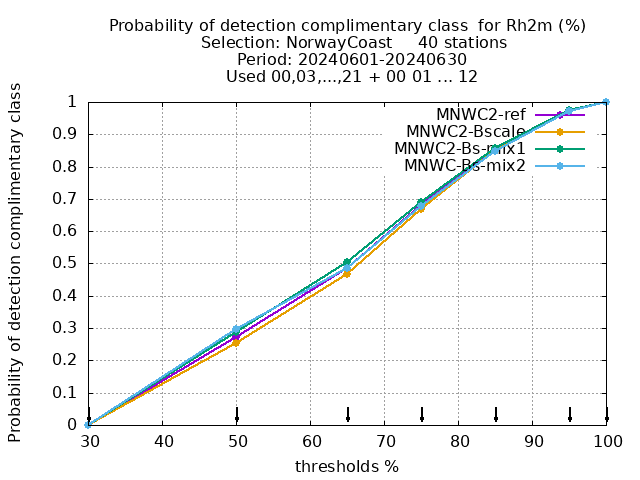 Probability of detection complimentary class  for Rh2m (%)
Selection: NorwayCoast     40 stations
Period: 20240601-20240630
Used 00,03,...,21 + 00 01 ... 12
Probability of detection complimentary class
1
0.9
0.8
0.7
0.6
0.5
0.4
0.3
0.2
0.1
0
MNWC2-ref
MNWC2-Bscale
MNWC2-Bs-mix1
MNWC-Bs-mix2
30
40
50
60
70
80
90
100
thresholds %